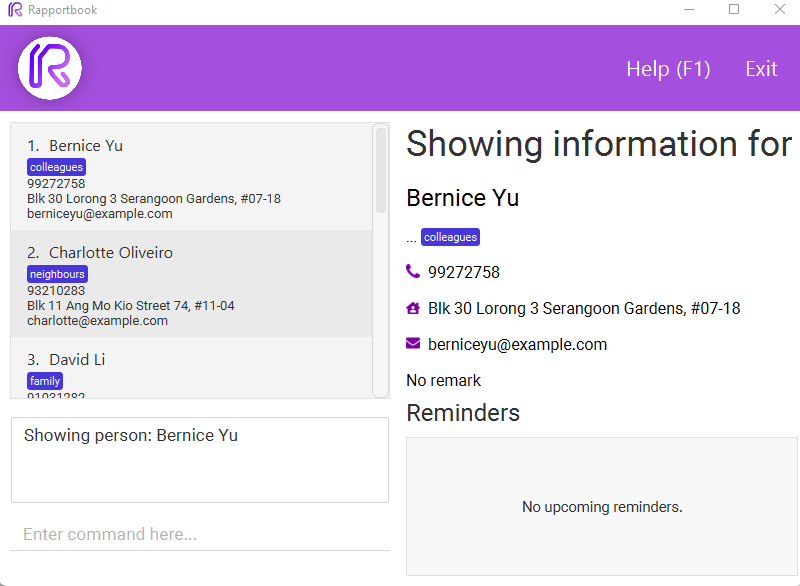 Rapportbook
Help (F1) Exit
1. Bernice Yu
colleagues
99272758
Blk 30 Lorong 3 Serangoon Gardens, #07-18
berniceyu@example.com
2. Charlotte Oliveiro
neighbours
93210283
Blk 11 Ang Mo Kio Street 74, #11-04
charlotte@example.com
3. David Li
family
91031282
Showing person: Bernice Yu
Enter command here...
Showing information for
Bernice Yu
... colleagues
99272758
Blk 30 Lorong 3 Serangoon Gardens, #07-18
berniceyu@example.com
No remark
Reminders
No upcoming reminders.